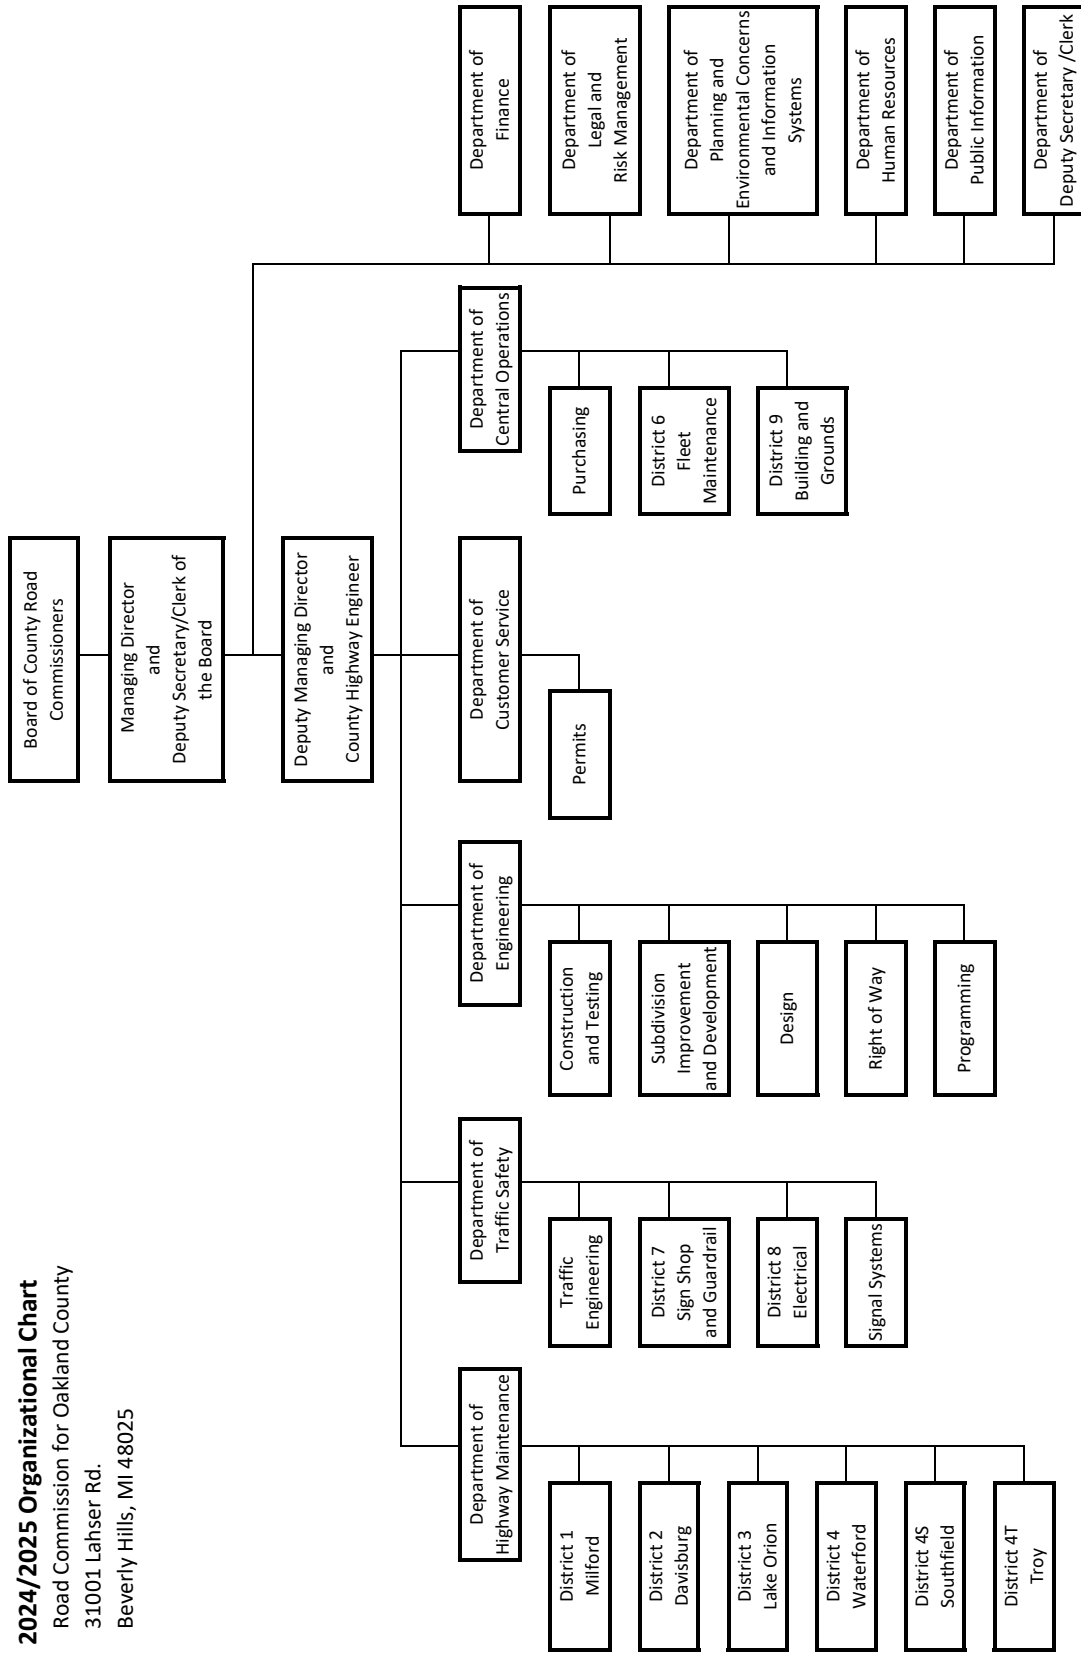 2024/2025 Organizational Chart
Road Commission for Oakland County
31001 Lahser Rd.
Beverly Hills, MI 48025
Board of County Road
Commissioners
Managing Director
and
Deputy Secretary/Clerk of
the Board
Deputy Managing Director
and
County Highway Engineer
Department of
Highway Maintenance
District 1
Milford
District 2
Davisburg
District 3
Lake Orion
District 4
Waterford
District 4S
Southfield
District 4T
Troy
Department of
Traffic Safety
Traffic
Engineering
District 7
Sign Shop
and Guardrail
District 8
Electrical
Signal Systems
Department of
Engineering
Construction
and Testing
Subdivision
Improvement
and Development
Design
Right of Way
Programming
Department of
Customer Service
Permits
Department of
Central Operations
Purchasing
District 6
Fleet
Maintenance
District 9
Building and
Grounds
Department of
Finance
Department of
Legal and
Risk Management
Department of
Planning and
Environmental Concerns
and Information
Systems
Department of
Human Resources
Department of
Public Information
Department of
Deputy Secretary /Clerk